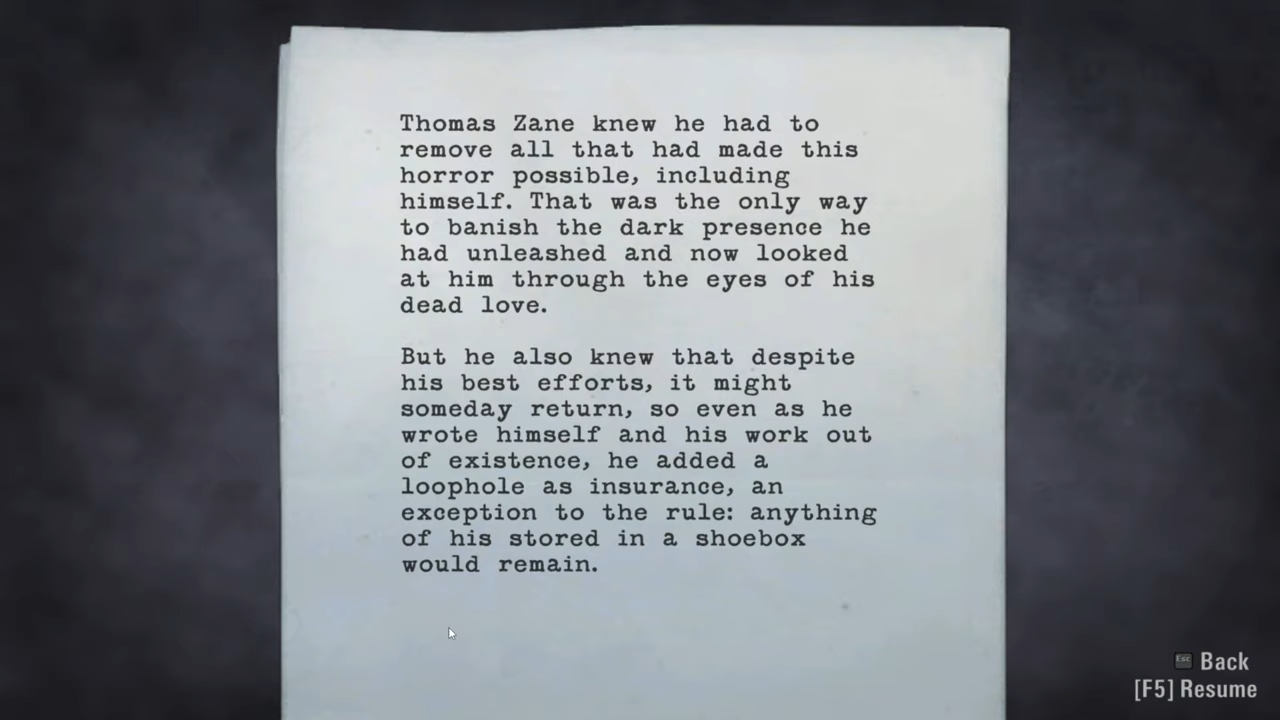 Thomas Zane knew he had to
remove all that had made this
horror possible, including
himself. That was the only way
to banish the dark presence he
had unleashed and now looked
at him through the eyes of his
dead love.
But he also knew that despite
his best efforts, it might
someday return, so even as he
wrote himself and his work out
of existence, he added a
loophole as insurance, an
exception to the rule: anything
of his stored in a shoebox
would remain.
Esc Back
[F5] Resume